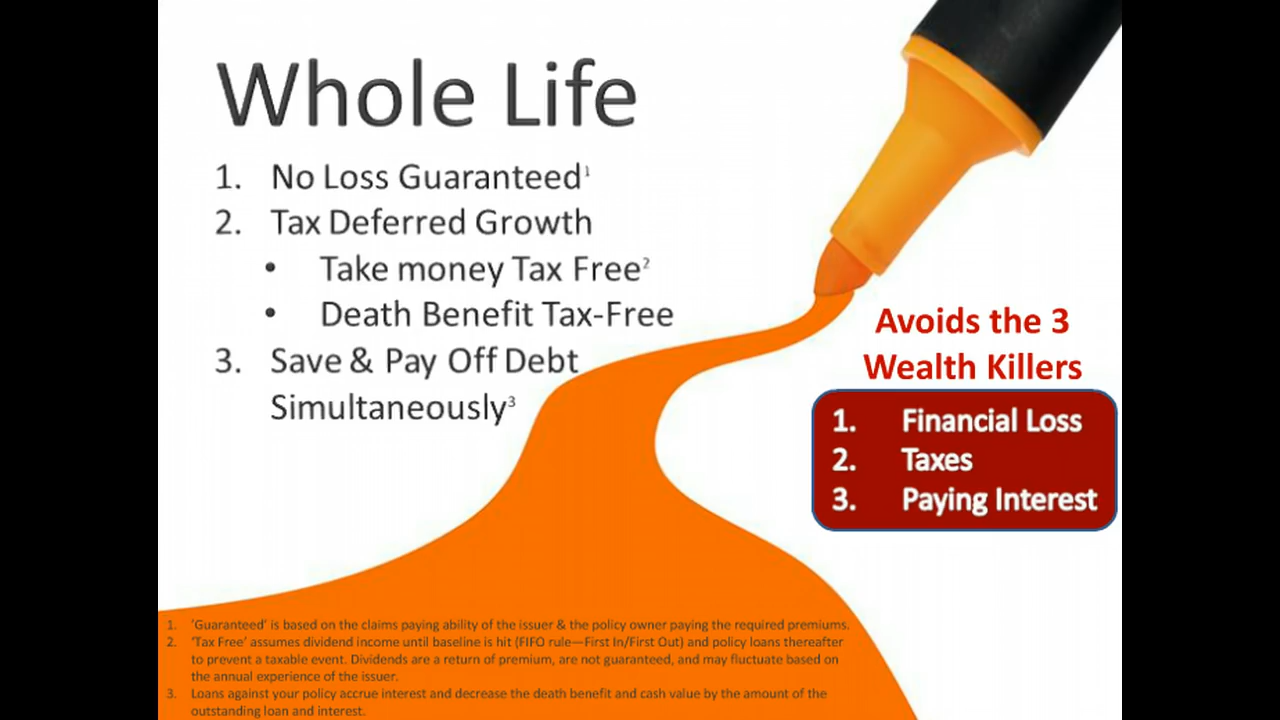 Whole Life
1. No Loss Guaranteed¹
2. Tax Deferred Growth
• Take money Tax Free²
• Death Benefit Tax-Free
3. Save & Pay Off Debt
Simultaneously³
Avoids the 3
Wealth Killers
1. Financial Loss
2. Taxes
3. Paying Interest
1. 'Guaranteed' is based on the claims paying ability of the issuer & the policy owner paying the required premiums.
2. 'Tax Free' assumes dividend income until baseline is hit (FIFO rule—First In/First Out) and policy loans thereafter
to prevent a taxable event. Dividends are a return of premium, are not guaranteed, and may fluctuate based on
the annual experience of the issuer.
3. Loans against your policy accrue interest and decrease the death benefit and cash value by the amount of the
outstanding loan and interest.